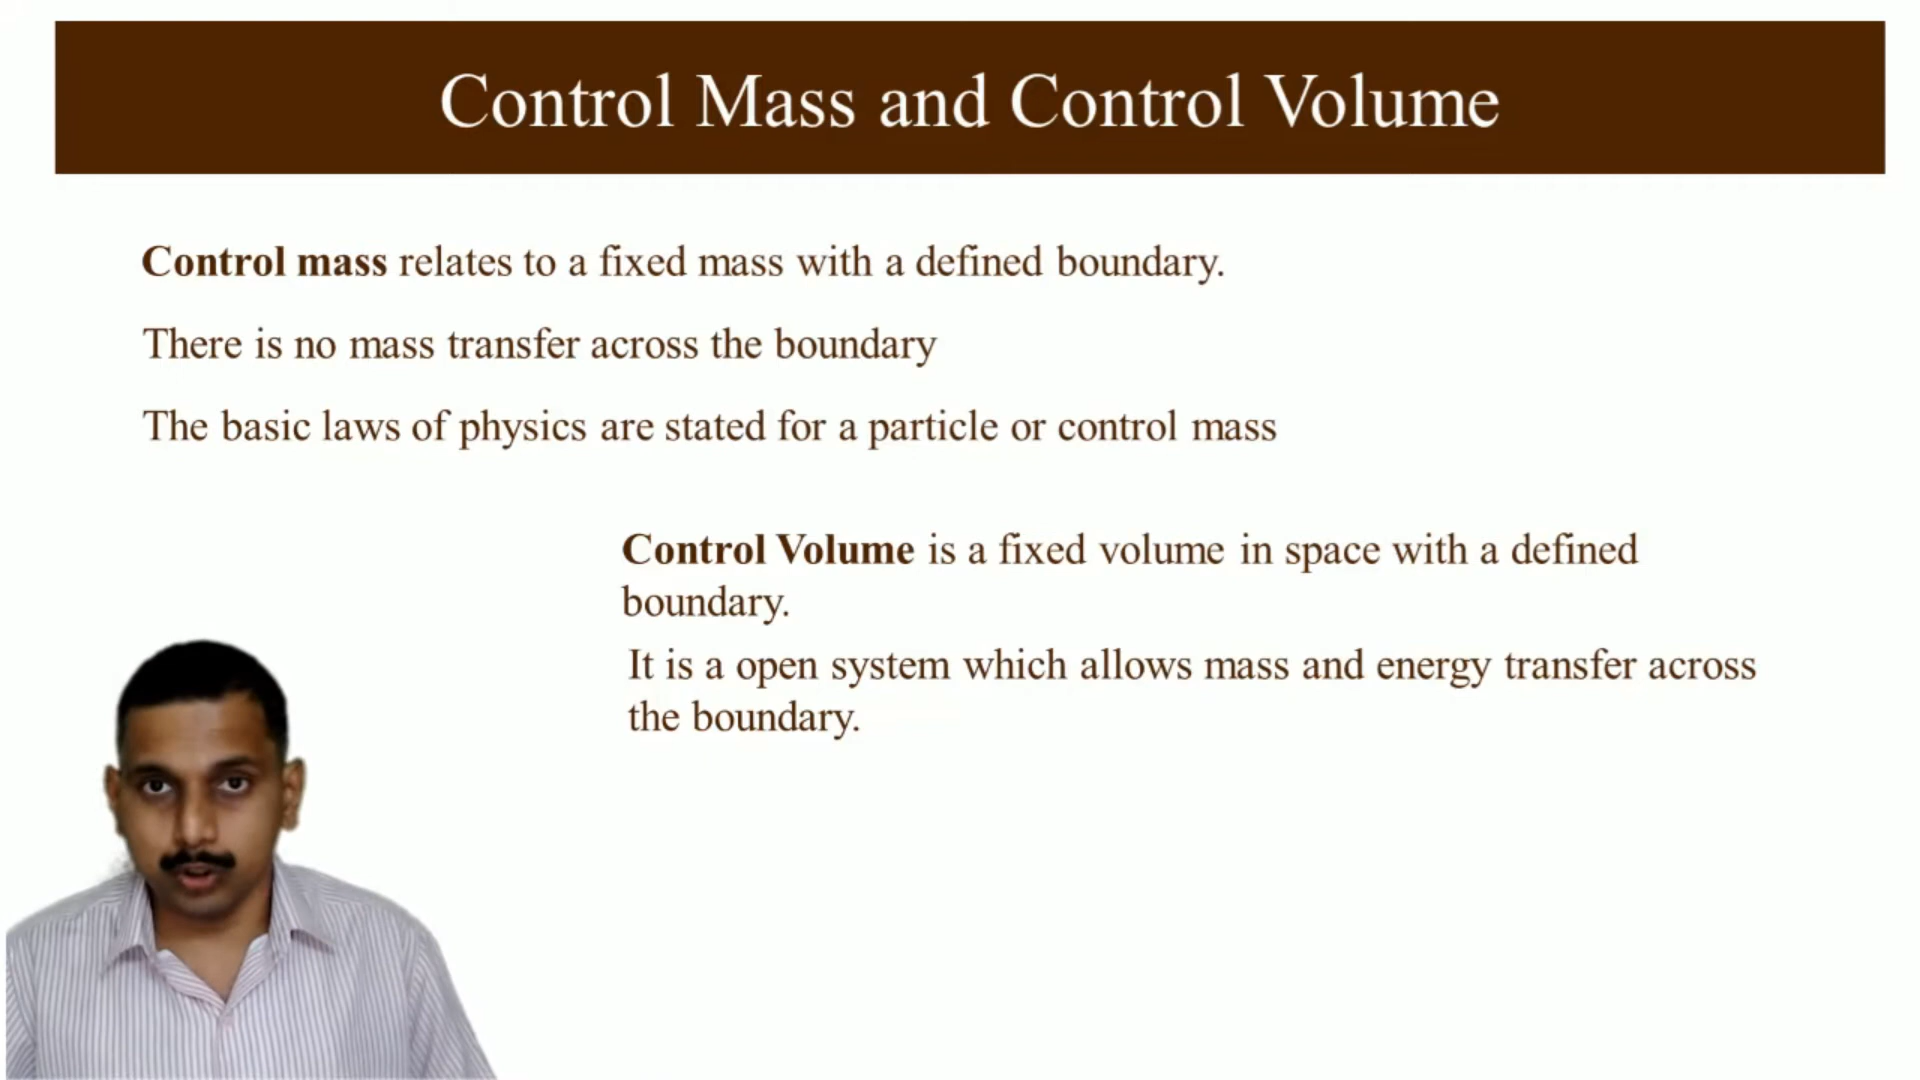 Control Mass and Control Volume
Control mass relates to a fixed mass with a defined boundary.
There is no mass transfer across the boundary
The basic laws of physics are stated for a particle or control mass
Control Volume is a fixed volume in space with a defined
boundary.
It is a open system which allows mass and energy transfer across
the boundary.